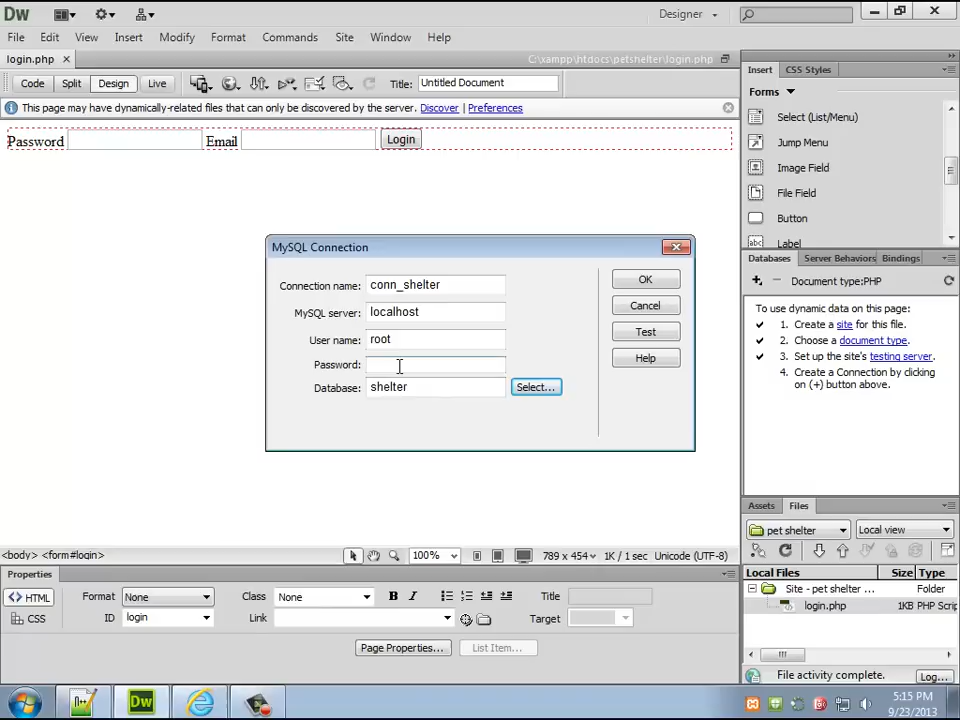 Dw
Designer
File Edit View Insert Modify Format Commands Site Window Help
login.php C:\xampp\htdocs\petshelter\login.php
Code Split Design Live Title: Untitled Document
This page may have dynamically-related files that can only be discovered by the server. Discover | Preferences
Password Email Login
MySQL Connection
Connection name: conn_shelter
MySQL server: localhost
User name: root
Password:
Database: shelter Select...
OK
Cancel
Test
Help
Insert CSS Styles
Forms
Select (List/Menu)
Jump Menu
Image Field
File Field
Button
abc Label
Databases Server Behaviors Bindings
Document type:PHP
To use dynamic data on this page:
1. Create a site for this file.
2. Choose a document type.
3. Set up the site's testing server.
4. Create a Connection by clicking
on (+) button above.
Assets Files
pet shelter Local view
Local Files Size Type
Site - pet shelter ... Folder
login.php 1KB PHP Scrip
File activity complete. Log...
<body> <form#login> 100% 789 x 454 1K / 1 sec Unicode (UTF-8)
Properties
HTML Format None Class None B I Title
CSS ID login Link Target
Page Properties... List Item...
Dw
5:15 PM
9/23/2013